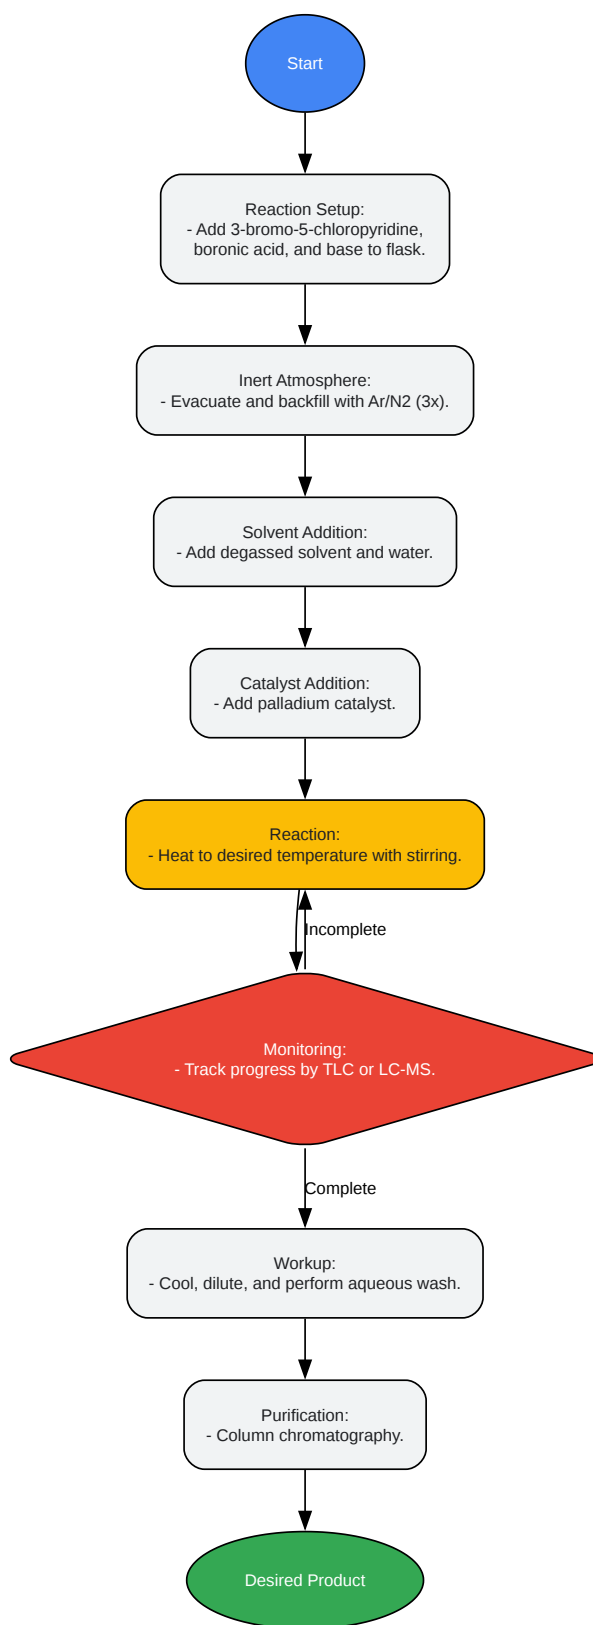 Start
Reaction Setup:
- Add 3-bromo-5-chloropyridine,
boronic acid, and base to flask.
Inert Atmosphere:
- Evacuate and backfill with Ar/N2 (3x).
Solvent Addition:
- Add degassed solvent and water.
Catalyst Addition:
- Add palladium catalyst.
Reaction:
- Heat to desired temperature with stirring.
Incomplete
Monitoring:
- Track progress by TLC or LC-MS.
Complete
Workup:
- Cool, dilute, and perform aqueous wash.
Purification:
- Column chromatography.
Desired Product